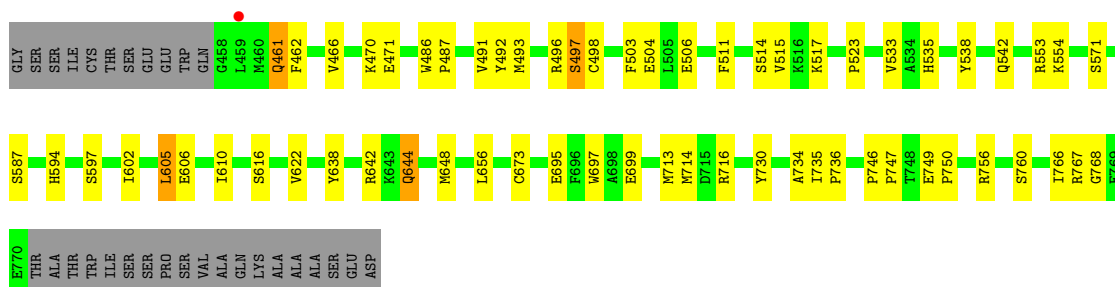 GLY SER SER ILE CYS THR SER GLU GLU TRP GLN G458 L459 M460 Q461 F462 V466 K470 E471 W486 P487 V491 Y492 M493 R496 S497 C498 F503 E504 L505 E506 F511 S514 V515 K516 K517 P523 V533 A534 H535 Y538 Q542 R553 K554 S571
S587 H594 S597 I602 L605 E606 I610 S616 V622 Y638 R642 K643 Q644 M648 L656 C673 E695 F696 W697 A698 E699 M713 M714 D715 R716 Y730 A734 I735 P736 P746 P747 T748 E749 P750 R756 S760 I766 R767 G768 E769
E770 THR ALA THR TRP ILE SER SER PRO SER VAL ALA GLN LYS ALA ALA ALA SER GLU ASP